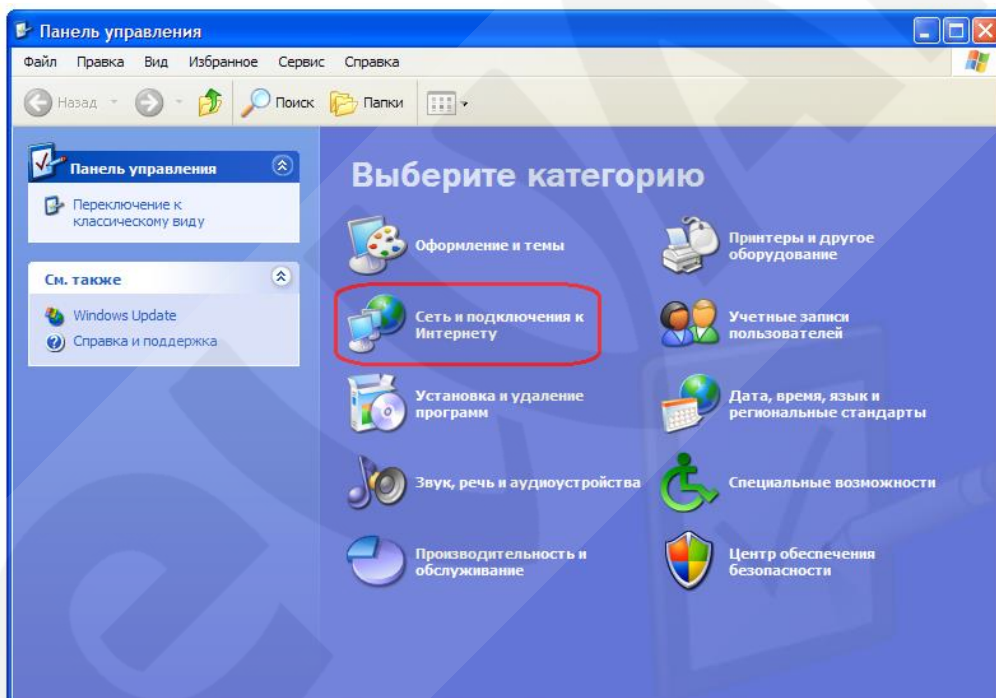 Панель управления
Файл Правка Вид Избранное Сервис Справка
Назад Поиск Папки
Панель управления
Переключение к
классическому виду
См. также
Windows Update
Справка и поддержка
Выберите категорию
Оформление и темы
Принтеры и другое
оборудование
Сеть и подключения к
Интернету
Учетные записи
пользователей
Установка и удаление
программ
Дата, время, язык и
региональные стандарты
Звук, речь и аудиоустройства
Специальные возможности
Производительность и
обслуживание
Центр обеспечения
безопасности